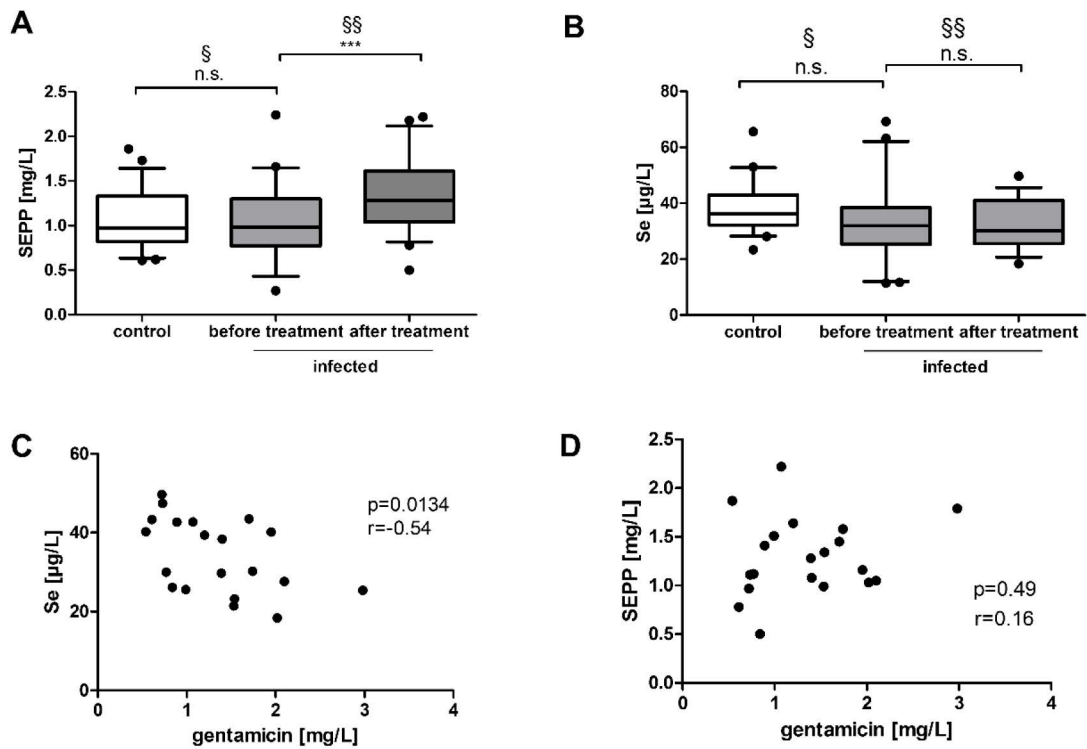 A
§§
***
§
n.s.
2.5
2.0
1.5
1.0
0.5
0.0
SEPP [mg/L]
control
before treatment
after treatment
infected
B
§
n.s.
§§
n.s.
80
60
40
20
0
Se [µg/L]
control
before treatment
after treatment
infected
C
60
40
20
0
Se [µg/L]
p=0.0134
r=-0.54
0
1
2
3
4
gentamicin [mg/L]
D
2.5
2.0
1.5
1.0
0.5
0.0
SEPP [mg/L]
p=0.49
r=0.16
0
1
2
3
4
gentamicin [mg/L]